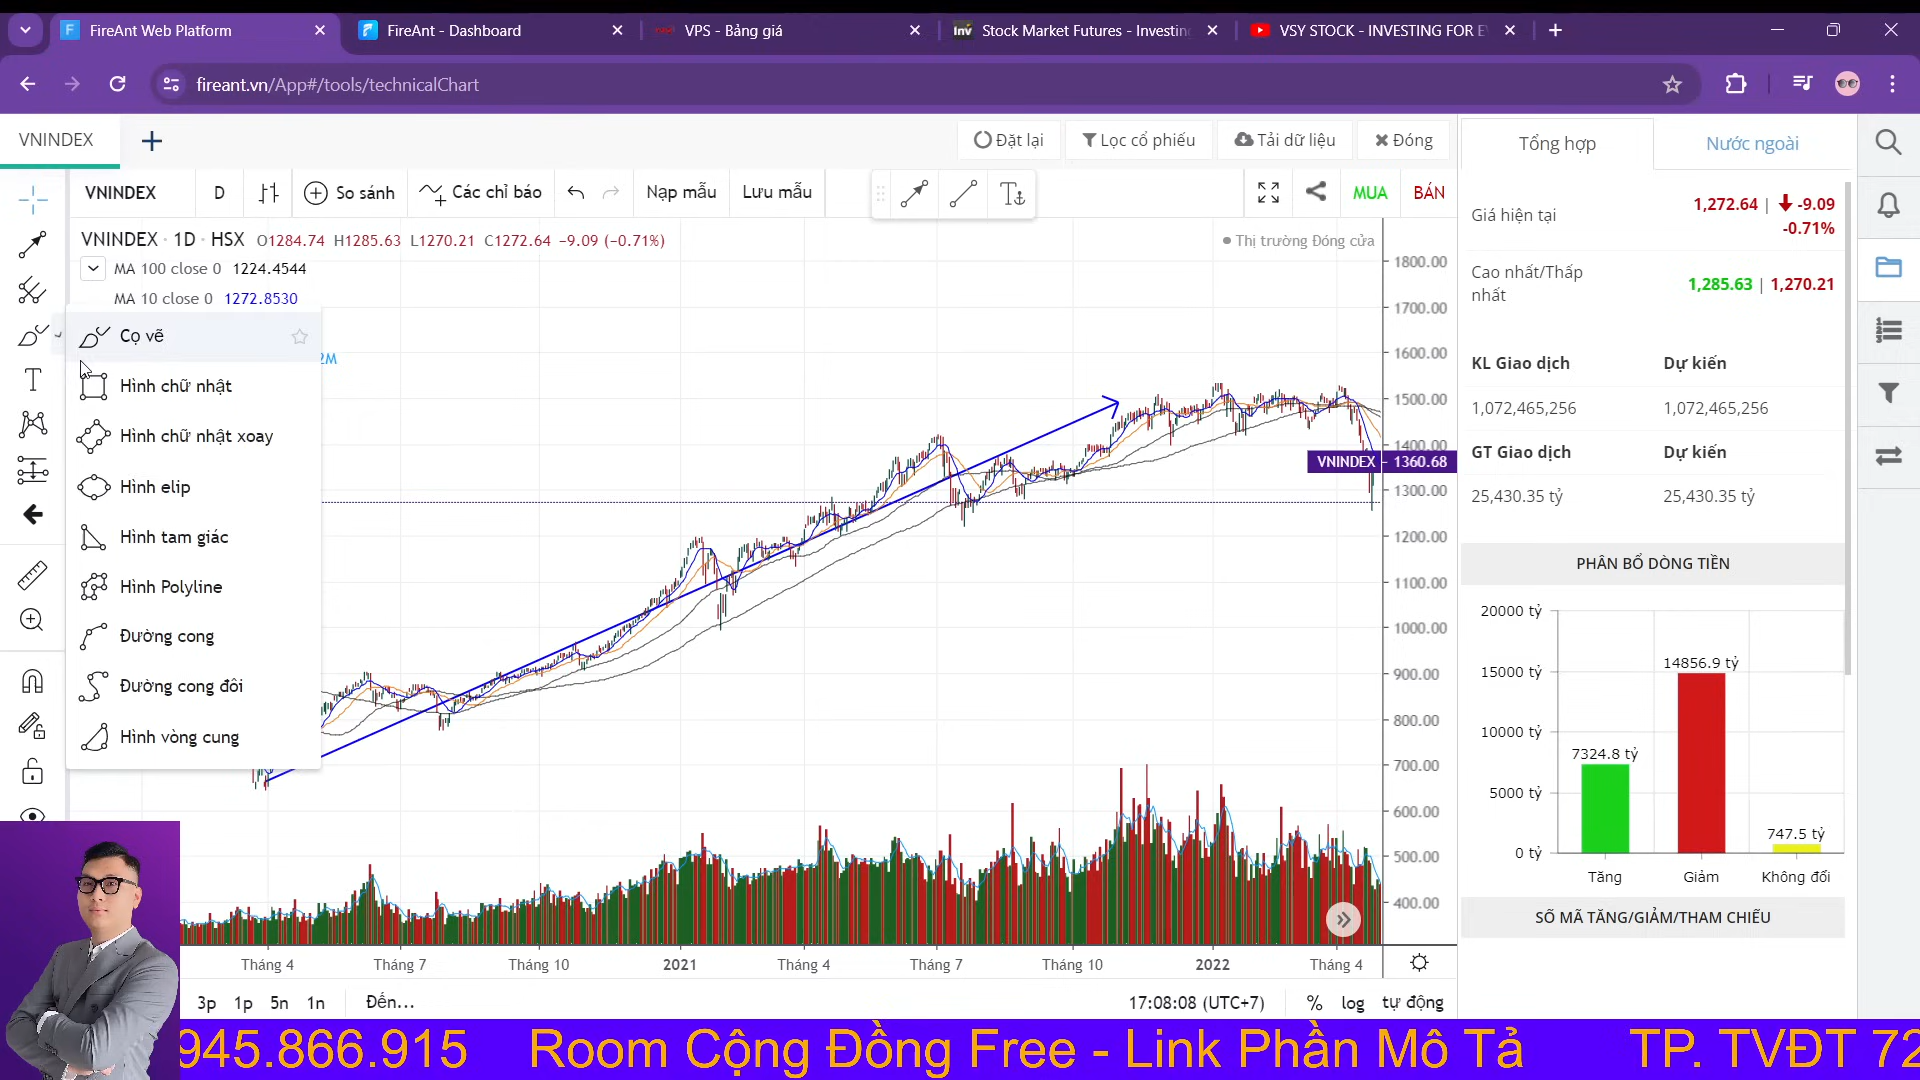 FireAnt Web Platform
FireAnt - Dashboard
VPS - Bảng giá
Stock Market Futures - Investing
VSY STOCK - INVESTING FOR E
fireant.vn/App#/tools/technicalChart
VNINDEX
Đặt lại
Lọc cổ phiếu
Tải dữ liệu
Đóng
Tổng hợp
Nước ngoài
VNINDEX
D
So sánh
Các chỉ báo
Nạp mẫu
Lưu mẫu
MUA
BÁN
VNINDEX · 1D · HSX O1284.74 H1285.63 L1270.21 C1272.64 −9.09 (−0.71%)
Thị trường Đóng cửa
MA 100 close 0 1224.4544
MA 10 close 0 1272.8530
2M
Cọ vẽ
Hình chữ nhật
Hình chữ nhật xoay
Hình elip
Hình tam giác
Hình Polyline
Đường cong
Đường cong đôi
Hình vòng cung
1800.00
1700.00
1600.00
1500.00
1400.00
VNINDEX 1360.68
1300.00
1200.00
1100.00
1000.00
900.00
800.00
700.00
600.00
500.00
400.00
Tháng 4
Tháng 7
Tháng 10
2021
Tháng 4
Tháng 7
Tháng 10
2022
Tháng 4
3p 1p 5n 1n Đến...
17:08:08 (UTC+7)
% log tự động
Giá hiện tại
1,272.64 | -9.09
-0.71%
Cao nhất/Thấp
nhất
1,285.63 | 1,270.21
KL Giao dịch Dự kiến
1,072,465,256 1,072,465,256
GT Giao dịch Dự kiến
25,430.35 tỷ 25,430.35 tỷ
PHÂN BỔ DÒNG TIỀN
20000 tỷ
15000 tỷ
10000 tỷ
5000 tỷ
0 tỷ
7324.8 tỷ
14856.9 tỷ
747.5 tỷ
Tăng
Giảm
Không đổi
SỐ MÃ TĂNG/GIẢM/THAM CHIẾU
945.866.915 Room Cộng Đồng Free - Link Phần Mô Tả TP. TVĐT 72